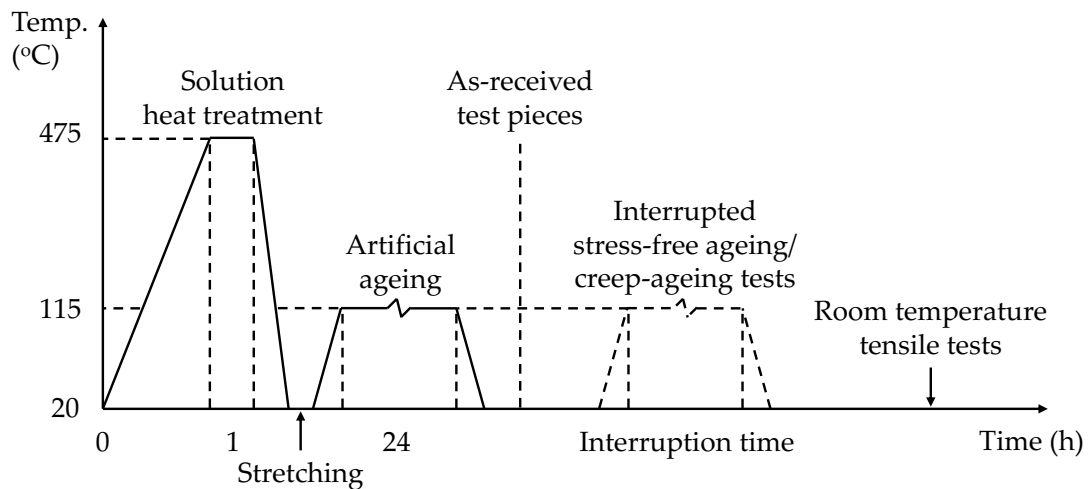 Temp.
(°C)
Solution
heat treatment
As-received
test pieces
475
Interrupted
stress-free ageing/
creep-ageing tests
Artificial
ageing
115
Room temperature
tensile tests
20
0
1
24
Interruption time
Time (h)
Stretching